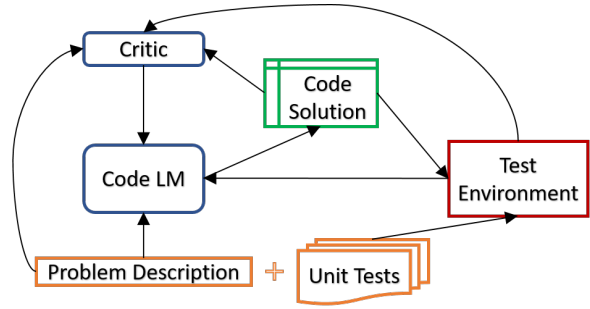 Critic
Code
Solution
Code LM
Test
Environment
Problem Description
+
Unit Tests